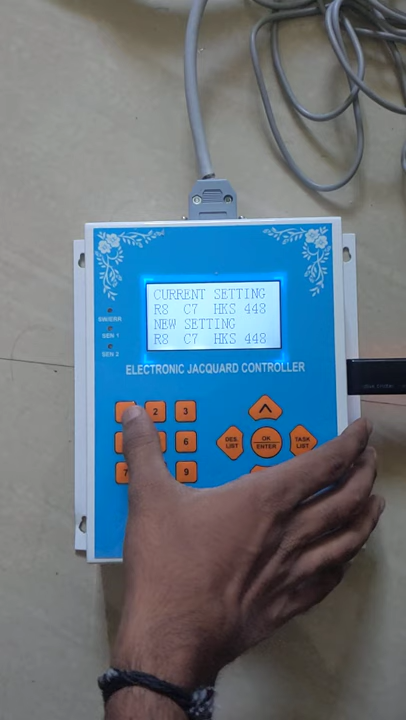 CURRENT SETTING
R8 C7 HKS 448
NEW SETTING
R8 C7 HKS 448
SW/ERR
SEN 1
SEN 2
ELECTRONIC JACQUARD CONTROLLER
2 3
DES. LIST
OK
ENTER
TASK LIST
6
7 9